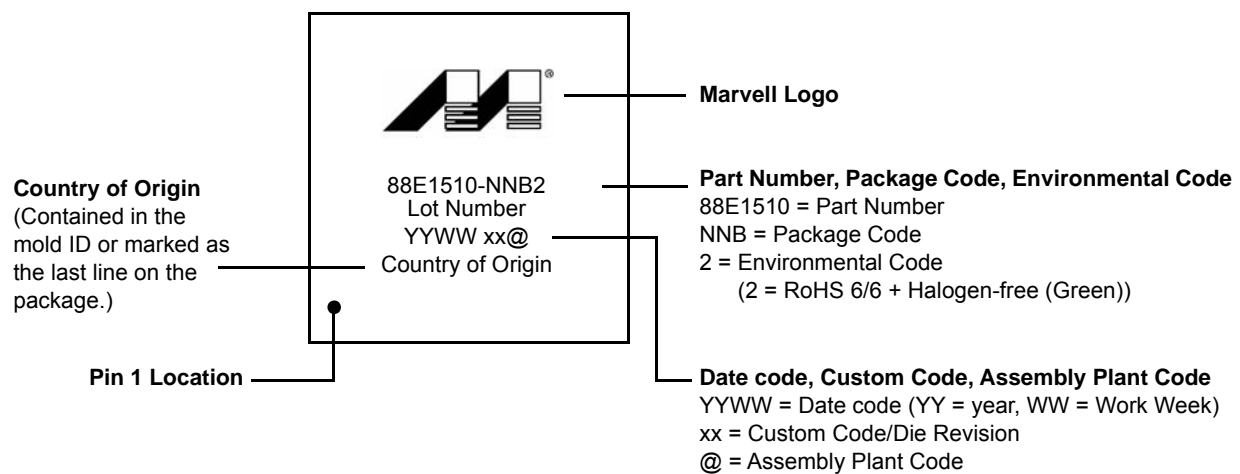 ®
Marvell Logo
88E1510-NNB2
Lot Number
YYWW xx@
Country of Origin
Country of Origin
(Contained in the
mold ID or marked as
the last line on the
package.)
Part Number, Package Code, Environmental Code
88E1510 = Part Number
NNB = Package Code
2 = Environmental Code
(2 = RoHS 6/6 + Halogen-free (Green))
Pin 1 Location
Date code, Custom Code, Assembly Plant Code
YYWW = Date code (YY = year, WW = Work Week)
xx = Custom Code/Die Revision
@ = Assembly Plant Code